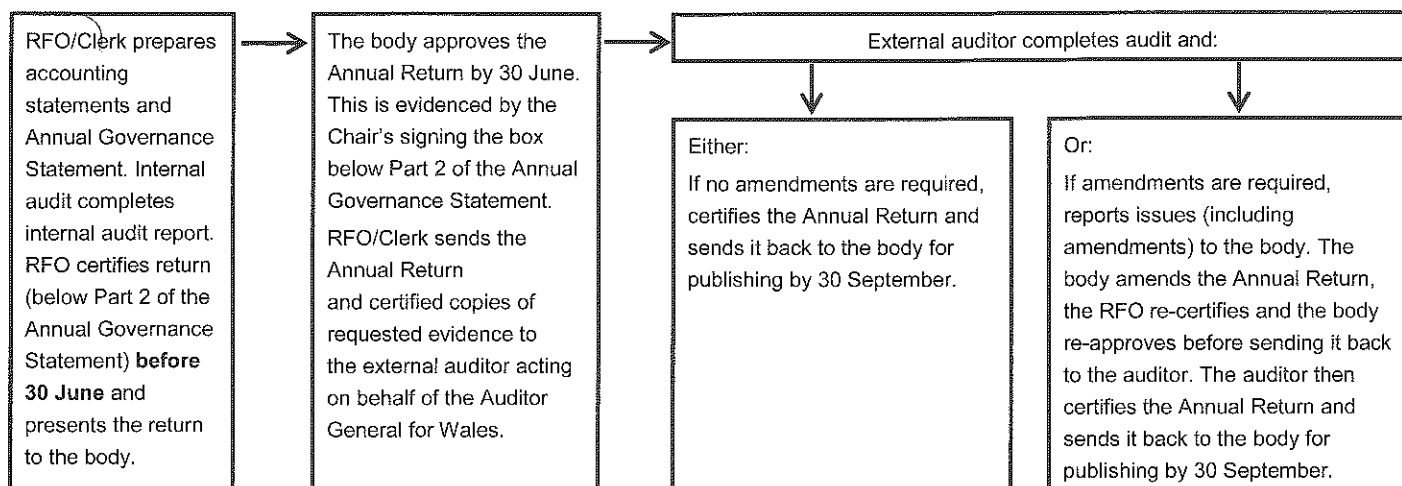 RFO/Clerk prepares
accounting
statements and
Annual Governance
Statement. Internal
audit completes
internal audit report.
RFO certifies return
(below Part 2 of the
Annual Governance
Statement) before
30 June and
presents the return
to the body.
The body approves the
Annual Return by 30 June.
This is evidenced by the
Chair's signing the box
below Part 2 of the Annual
Governance Statement.
RFO/Clerk sends the
Annual Return
and certified copies of
requested evidence to
the external auditor acting
on behalf of the Auditor
General for Wales.
External auditor completes audit and:
Either:
If no amendments are required,
certifies the Annual Return and
sends it back to the body for
publishing by 30 September.
Or:
If amendments are required,
reports issues (including
amendments) to the body. The
body amends the Annual Return,
the RFO re-certifies and the body
re-approves before sending it back
to the auditor. The auditor then
certifies the Annual Return and
sends it back to the body for
publishing by 30 September.